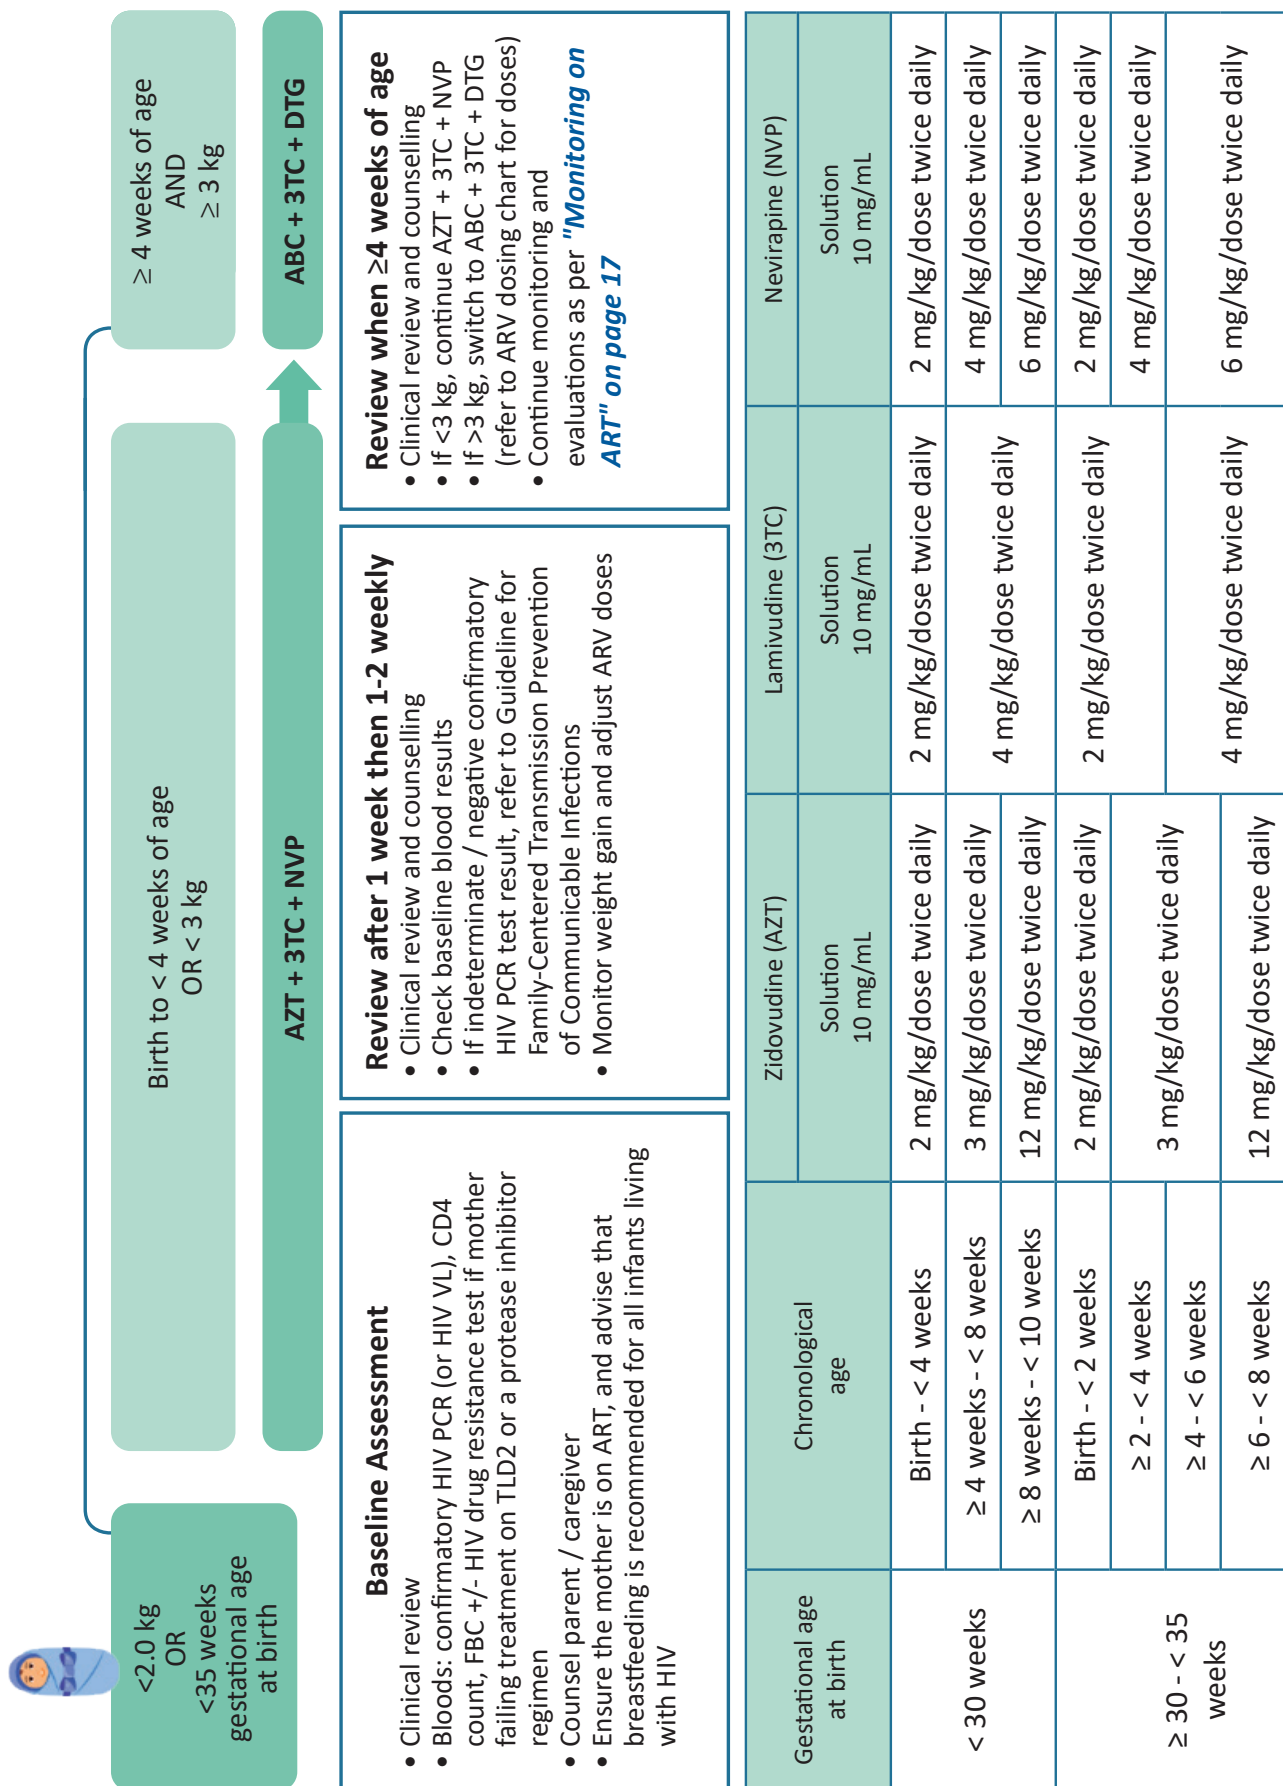 <2.0 kg
OR
<35 weeks
gestational age
at birth
Birth to < 4 weeks of age
OR < 3 kg
≥ 4 weeks of age
AND
≥ 3 kg
AZT + 3TC + NVP
ABC + 3TC + DTG
Baseline Assessment
• Clinical review
• Bloods: confirmatory HIV PCR (or HIV VL), CD4
count, FBC +/- HIV drug resistance test if mother
failing treatment on TLD2 or a protease inhibitor
regimen
• Counsel parent / caregiver
• Ensure the mother is on ART, and advise that
breastfeeding is recommended for all infants living
with HIV
Review after 1 week then 1-2 weekly
• Clinical review and counselling
• Check baseline blood results
• If indeterminate / negative confirmatory
HIV PCR test result, refer to Guideline for
Family-Centered Transmission Prevention
of Communicable Infections
• Monitor weight gain and adjust ARV doses
Review when ≥4 weeks of age
• Clinical review and counselling
• If <3 kg, continue AZT + 3TC + NVP
• If >3 kg, switch to ABC + 3TC + DTG
(refer to ARV dosing chart for doses)
• Continue monitoring and
evaluations as per "Monitoring on
ART" on page 17
Gestational age
at birth
Chronological
age
Zidovudine (AZT)
Lamivudine (3TC)
Nevirapine (NVP)
Solution
10 mg/mL
Solution
10 mg/mL
Solution
10 mg/mL
< 30 weeks
Birth - < 4 weeks
2 mg/kg/dose twice daily
2 mg/kg/dose twice daily
2 mg/kg/dose twice daily
≥ 4 weeks - < 8 weeks
3 mg/kg/dose twice daily
4 mg/kg/dose twice daily
4 mg/kg/dose twice daily
≥ 8 weeks - < 10 weeks
12 mg/kg/dose twice daily
6 mg/kg/dose twice daily
≥ 30 - < 35
weeks
Birth - < 2 weeks
2 mg/kg/dose twice daily
2 mg/kg/dose twice daily
2 mg/kg/dose twice daily
≥ 2 - < 4 weeks
3 mg/kg/dose twice daily
4 mg/kg/dose twice daily
≥ 4 - < 6 weeks
4 mg/kg/dose twice daily
6 mg/kg/dose twice daily
≥ 6 - < 8 weeks
12 mg/kg/dose twice daily